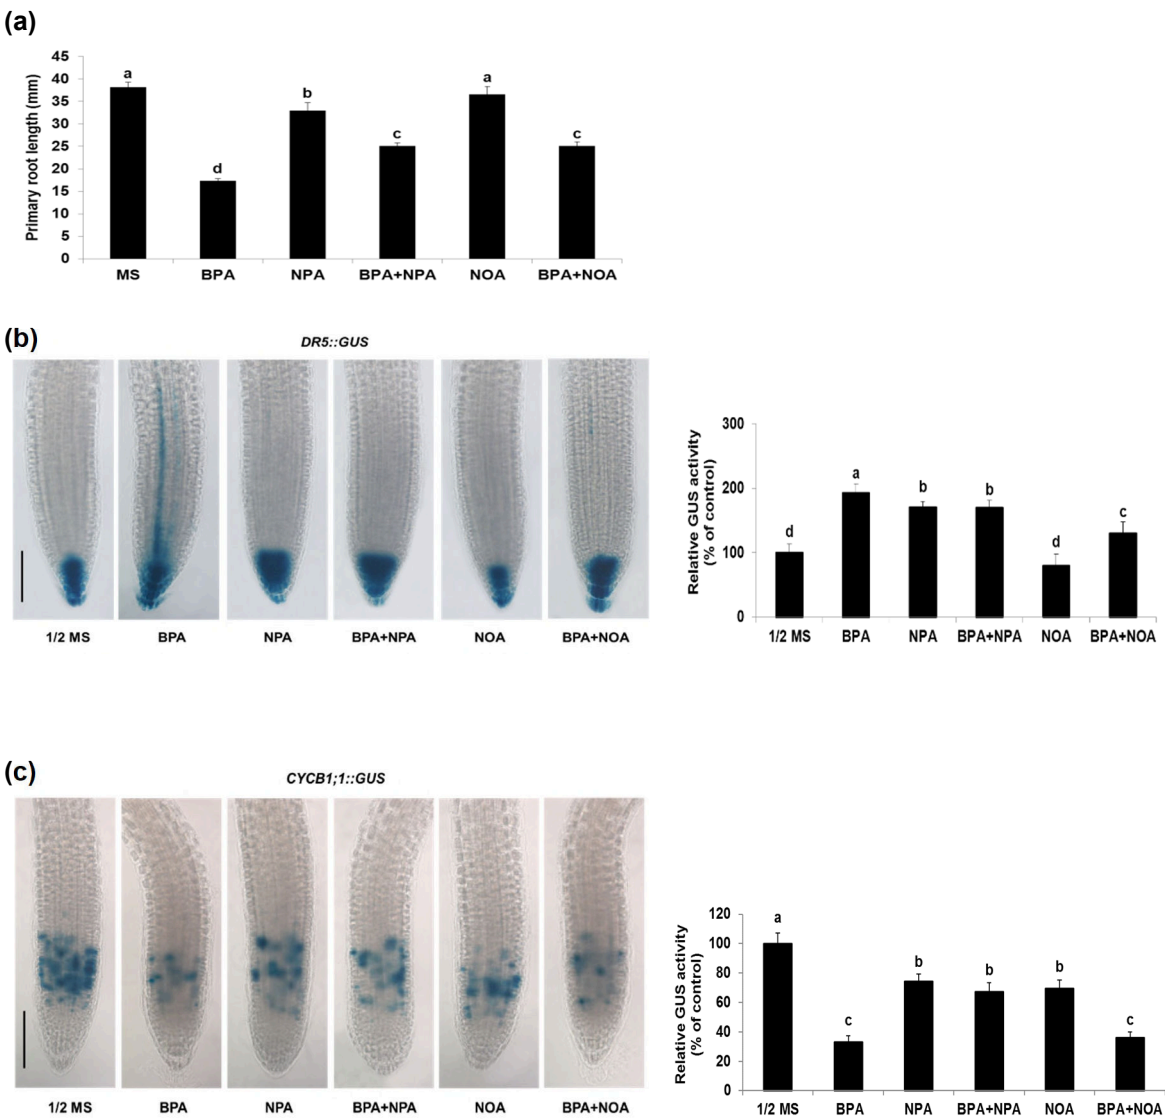 (a)
Primary root length (mm)
45
40
35
30
25
20
15
10
5
0
a
d
b
c
a
c
MS BPA NPA BPA+NPA NOA BPA+NOA
(b)
DR5::GUS
1/2 MS BPA NPA BPA+NPA NOA BPA+NOA
Relative GUS activity
(% of control)
300
200
100
0
d
a
b
b
d
c
1/2 MS BPA NPA BPA+NPA NOA BPA+NOA
(c)
CYCB1;1::GUS
1/2 MS BPA NPA BPA+NPA NOA BPA+NOA
Relative GUS activity
(% of control)
120
100
80
60
40
20
0
a
c
b
b
b
c
1/2 MS BPA NPA BPA+NPA NOA BPA+NOA